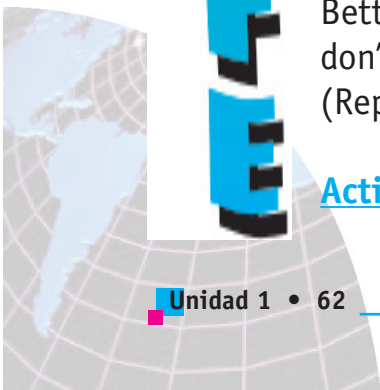 Bett
don'
(Rep
Acti
Unidad 1 • 62